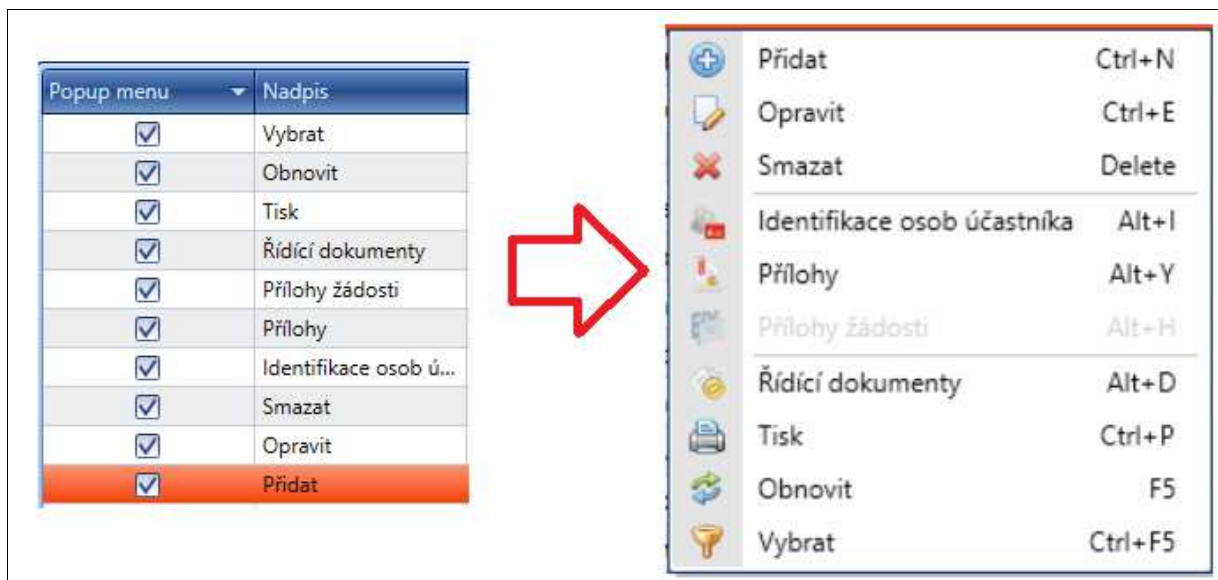 Popup menu Nadpis
Vybrat
Obnovit
Tisk
Řídící dokumenty
Přílohy žádosti
Přílohy
Identifikace osob ú...
Smazat
Opravit
Přidat
Přidat Ctrl+N
Opravit Ctrl+E
Smazat Delete
Identifikace osob účastníka Alt+I
Přílohy Alt+Y
Přílohy žádosti Alt+H
Řídící dokumenty Alt+D
Tisk Ctrl+P
Obnovit F5
Vybrat Ctrl+F5